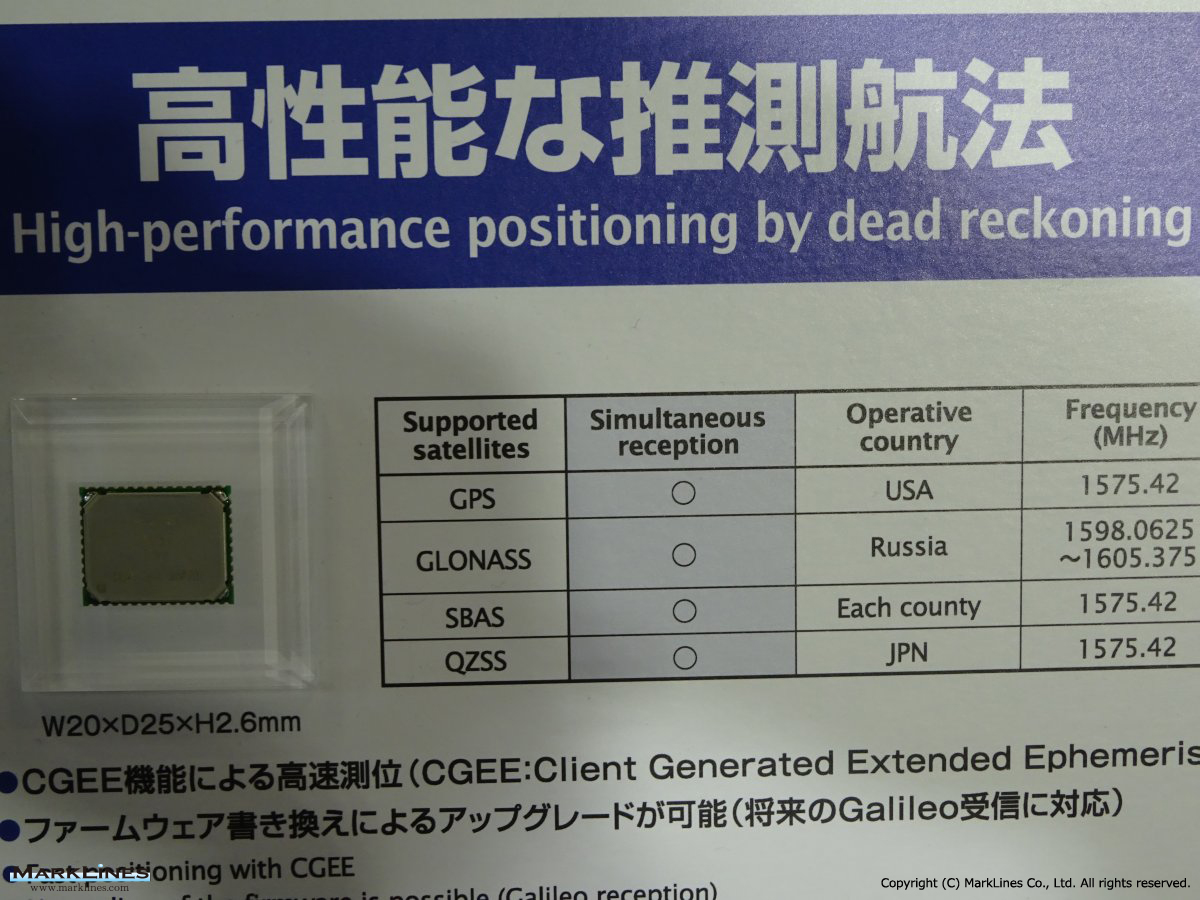 高性能な推測航法
High-performance positioning by dead reckoning
Supported satellites Simultaneous reception Operative country Frequency (MHz)
GPS ○ USA 1575.42
GLONASS ○ Russia 1598.0625 ~1605.375
SBAS ○ Each county 1575.42
QZSS ○ JPN 1575.42
W20×D25×H2.6mm
●CGEE機能による高速測位(CGEE:Client Generated Extended Ephemeris
●ファームウェア書き換えによるアップグレードが可能(将来のGalileo受信に対応)
●Fast positioning with CGEE
of the firmware is possible (Galileo reception)
MARKLINES
www.marklines.com
Copyright (C) MarkLines Co., Ltd. All rights reserved.